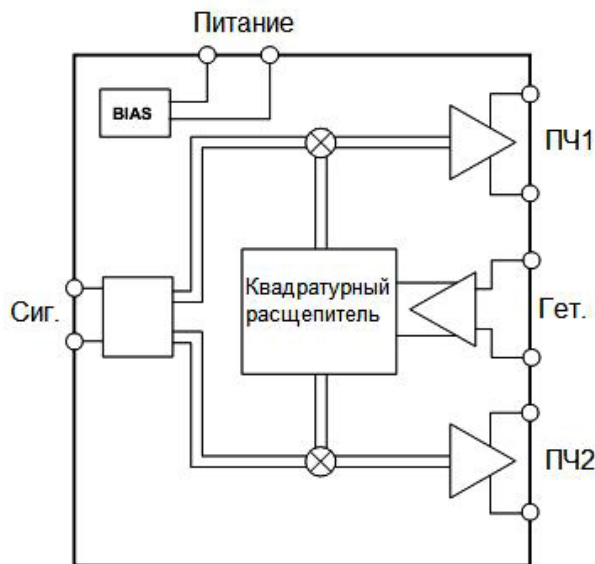 Питание
BIAS
ПЧ1
Квадратурный
расщепитель
Сиг.
Гет.
ПЧ2